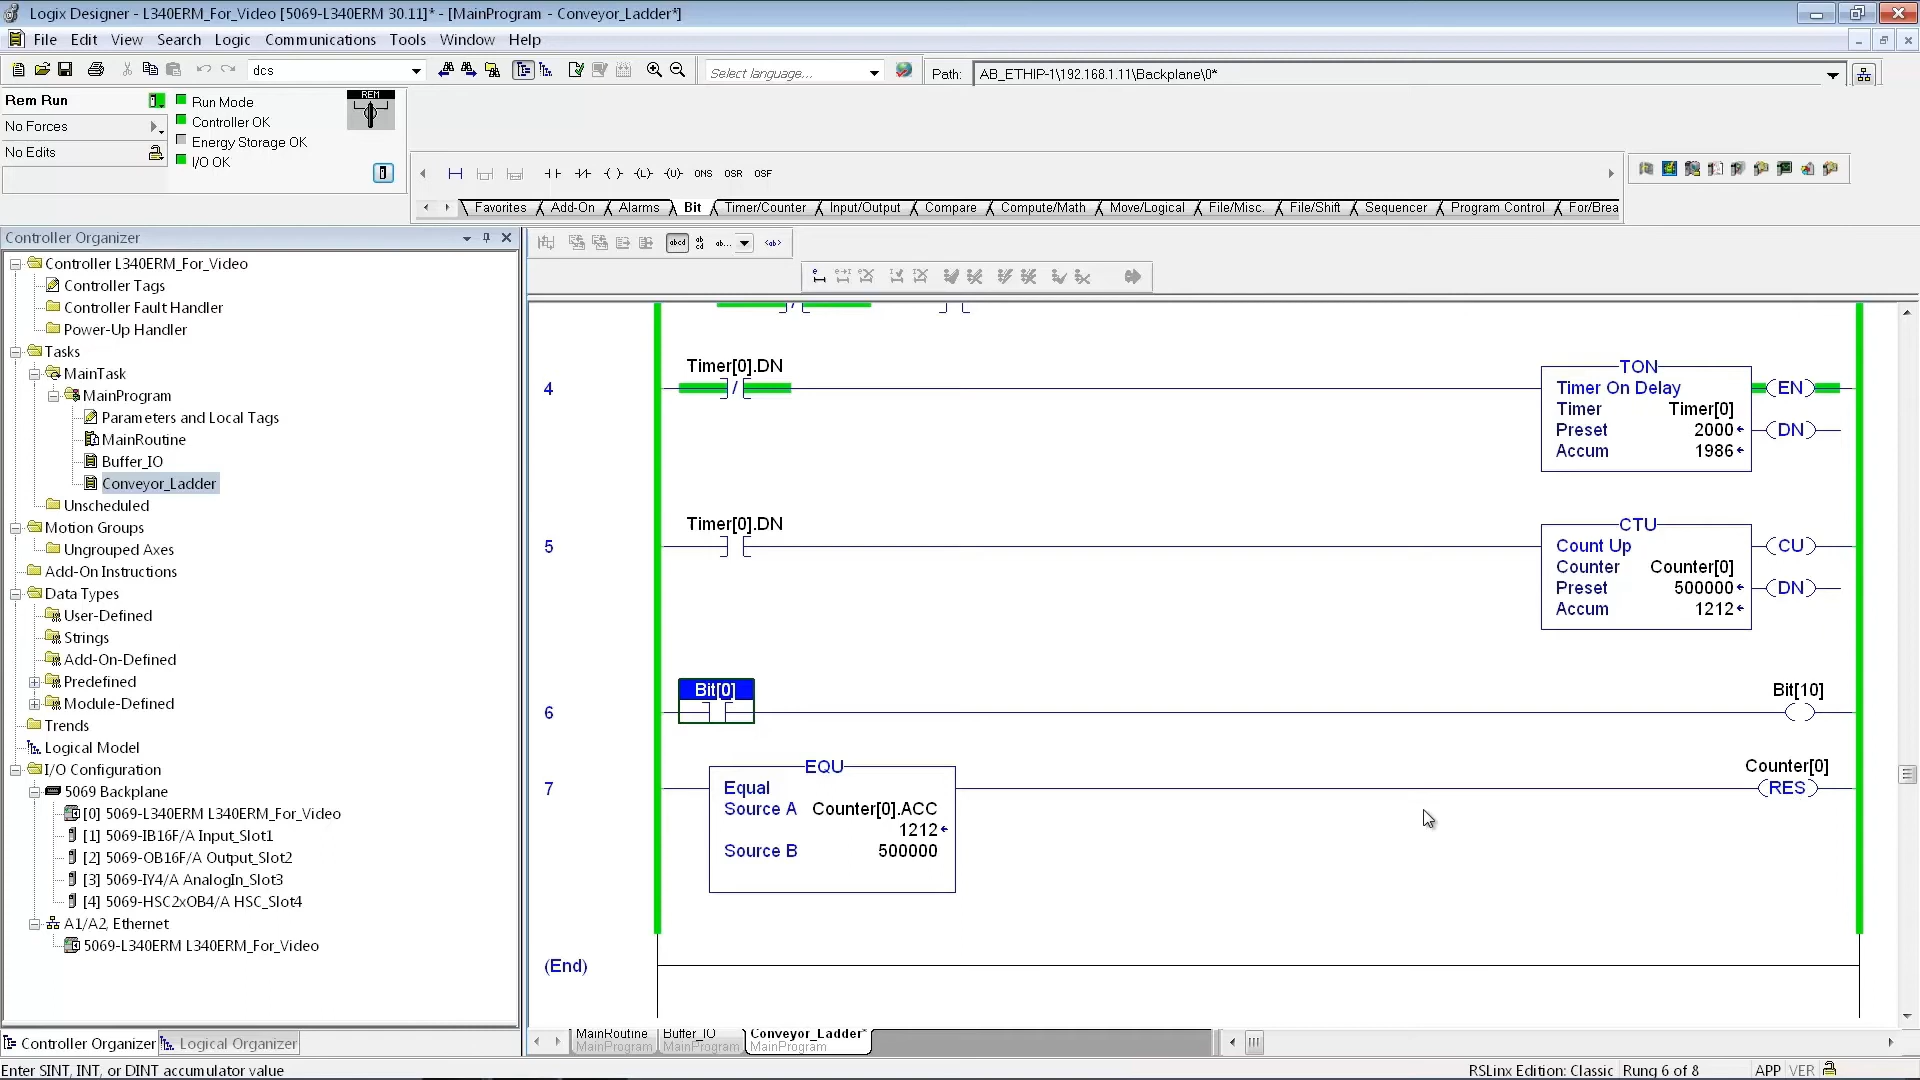 Logix Designer - L340ERM_For_Video [5069-L340ERM 30.11]* - [MainProgram - Conveyor_Ladder*]
File Edit View Search Logic Communications Tools Window Help
dcs
Select language...
Path: AB_ETHIP-1\192.168.1.11\Backplane\0*
Rem Run
No Forces
No Edits
Run Mode
Controller OK
Energy Storage OK
I/O OK
REM
ONS OSR OSF
Favorites Add-On Alarms Bit Timer/Counter Input/Output Compare Compute/Math Move/Logical File/Misc. File/Shift Sequencer Program Control For/Brea
Controller Organizer
Controller L340ERM_For_Video
Controller Tags
Controller Fault Handler
Power-Up Handler
Tasks
MainTask
MainProgram
Parameters and Local Tags
MainRoutine
Buffer_IO
Conveyor_Ladder
Unscheduled
Motion Groups
Ungrouped Axes
Add-On Instructions
Data Types
User-Defined
Strings
Add-On-Defined
Predefined
Module-Defined
Trends
Logical Model
I/O Configuration
5069 Backplane
[0] 5069-L340ERM L340ERM_For_Video
[1] 5069-IB16F/A Input_Slot1
[2] 5069-OB16F/A Output_Slot2
[3] 5069-IY4/A AnalogIn_Slot3
[4] 5069-HSC2xOB4/A HSC_Slot4
A1/A2, Ethernet
5069-L340ERM L340ERM_For_Video
Controller Organizer Logical Organizer
4
Timer[0].DN
TON
Timer On Delay
Timer Timer[0]
Preset 2000
Accum 1986
EN
DN
5
Timer[0].DN
CTU
Count Up
Counter Counter[0]
Preset 500000
Accum 1212
CU
DN
6
Bit[0]
Bit[10]
7
EQU
Equal
Source A Counter[0].ACC
1212
Source B 500000
Counter[0]
RES
(End)
MainRoutine
MainProgram
Buffer_IO
MainProgram
Conveyor_Ladder*
MainProgram
Enter SINT, INT, or DINT accumulator value
RSLinx Edition: Classic Rung 6 of 8 APP VER